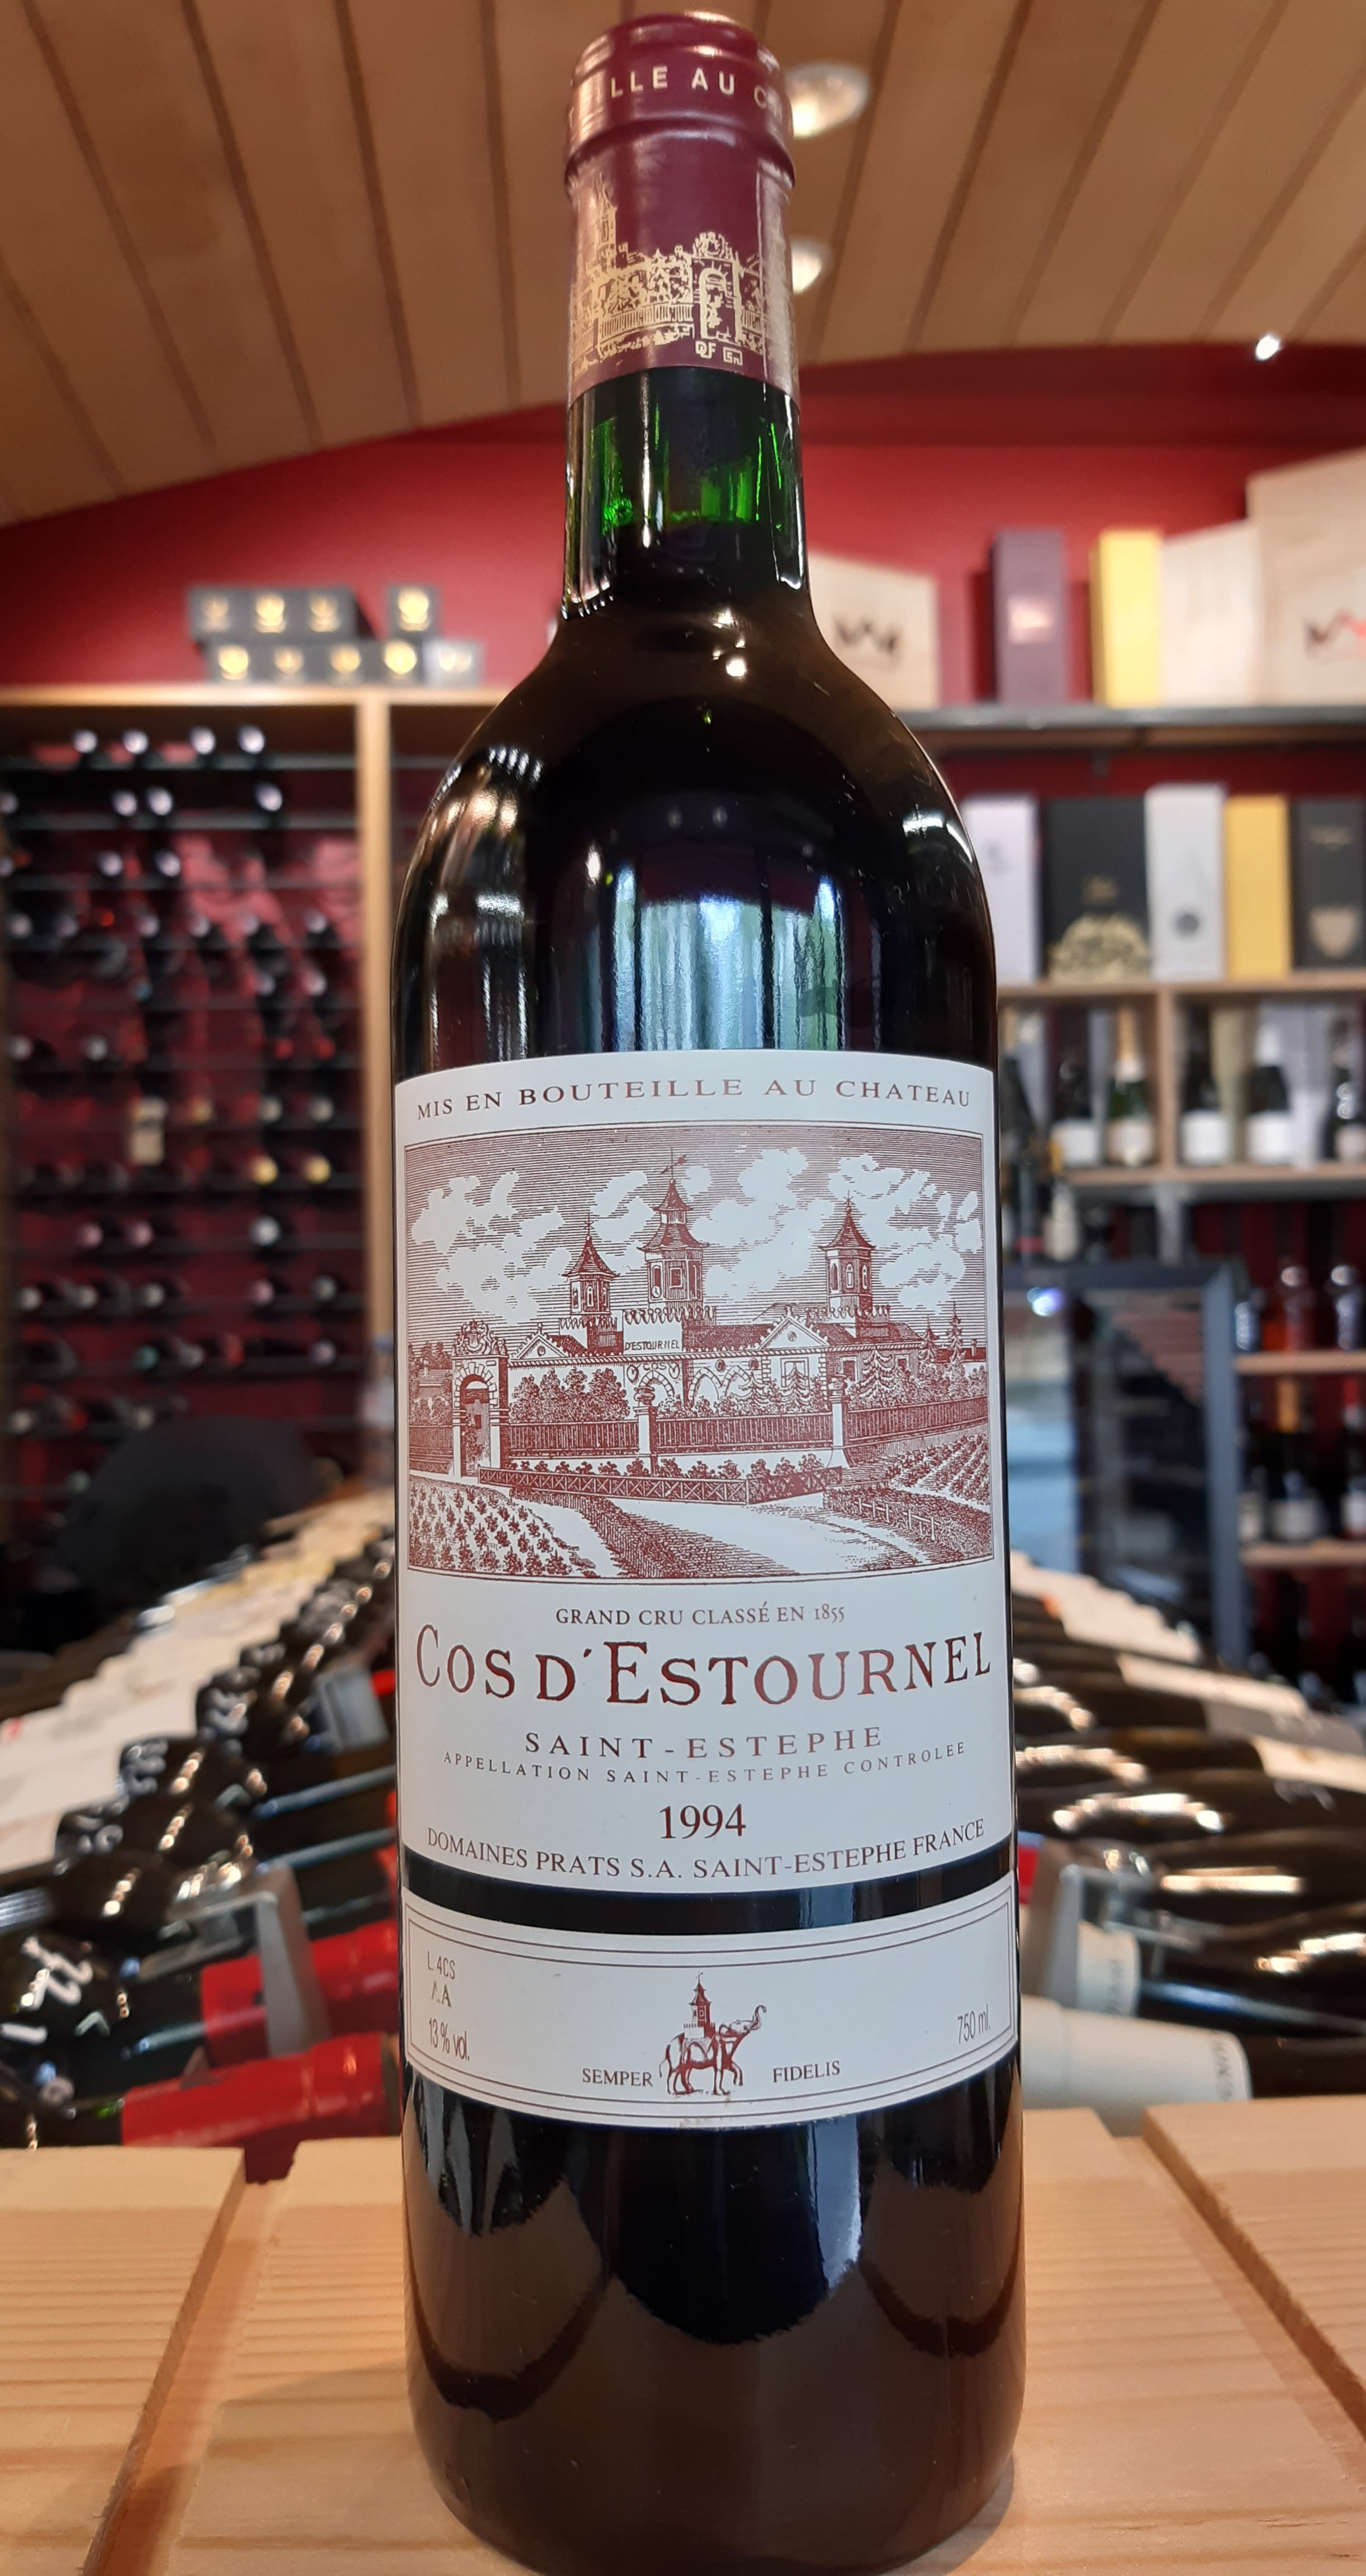 LLE AU C
MIS EN BOUTEILLE AU CHATEAU
D'ESTOURNEL
GRAND CRU CLASSÉ EN 1855
COS D'ESTOURNEL
SAINT-ESTEPHE
APPELLATION SAINT-ESTEPHE CONTROLEE
1994
DOMAINES PRATS S.A. SAINT-ESTEPHE FRANCE
L 4CS
AA
13 % vol.
750 ml.
SEMPER FIDELIS